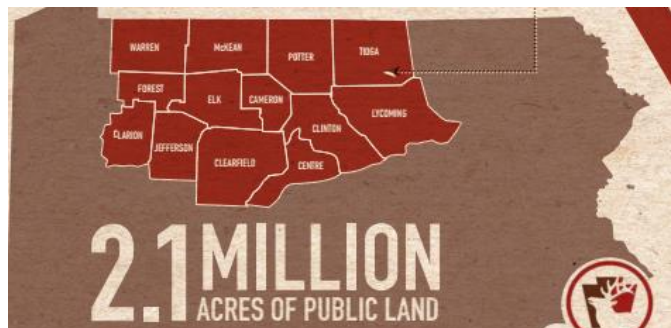 WARREN
McKEAN
POTTER
TIOGA
FOREST
ELK
CAMERON
LYCOMING
CLARION
JEFFERSON
CLINTON
CLEARFIELD
CENTRE
2.1 MILLION
ACRES OF PUBLIC LAND